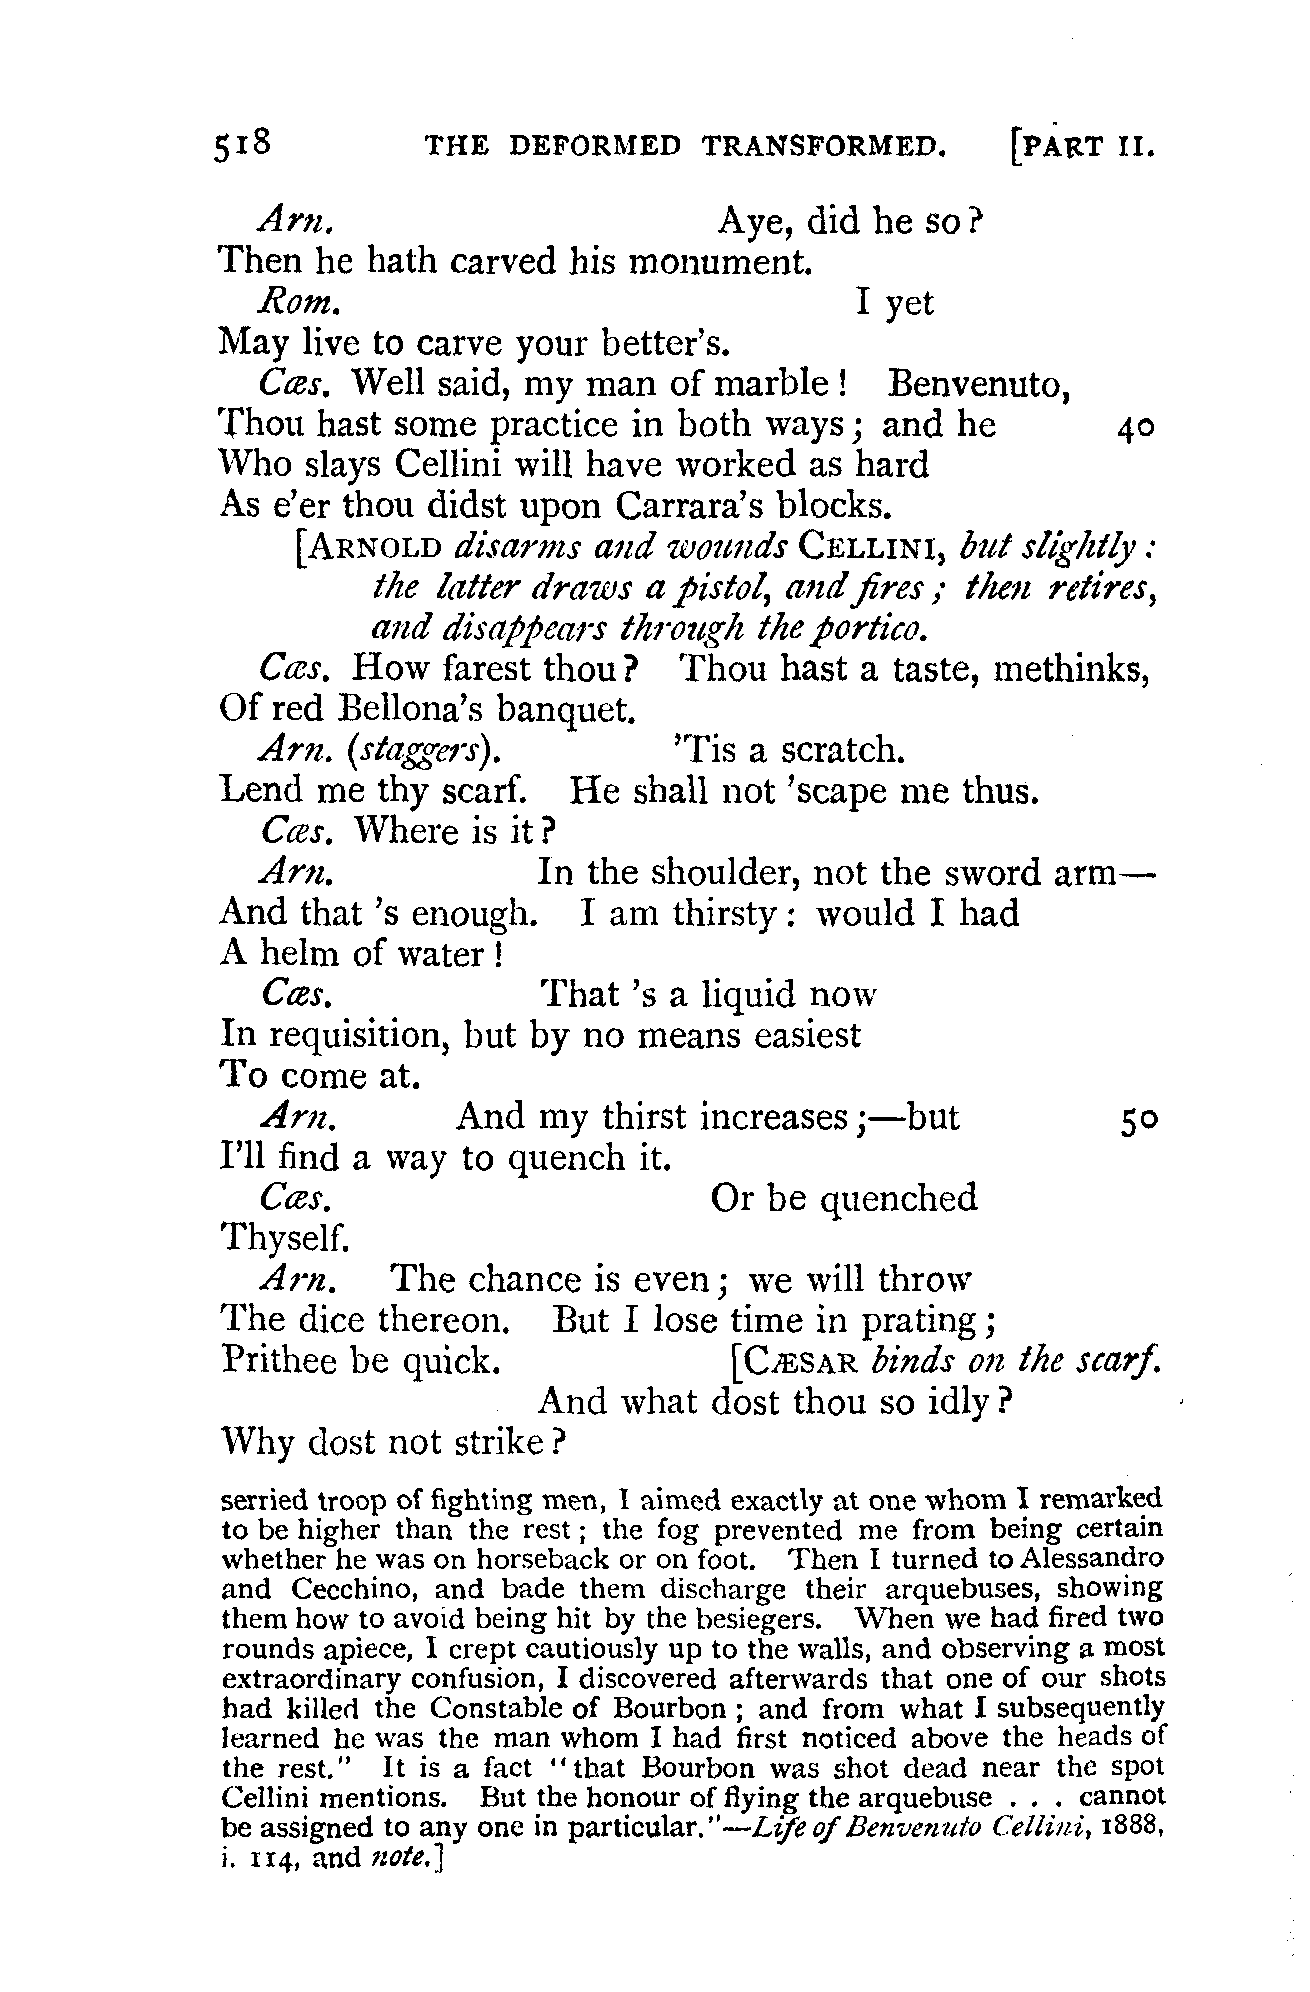 518 THE DEFORMED TRANSFORMED. [PART II.
Arn. Aye, did he so?
Then he hath carved his monument.
Rom. I yet
May live to carve your better's.
Cæs. Well said, my man of marble! Benvenuto,
Thou hast some practice in both ways; and he 40
Who slays Cellini will have worked as hard
As e'er thou didst upon Carrara's blocks.
[ARNOLD disarms and wounds CELLINI, but slightly:
the latter draws a pistol, and fires; then retires,
and disappears through the portico.
Cæs. How farest thou? Thou hast a taste, methinks,
Of red Bellona's banquet.
Arn. (staggers). 'Tis a scratch.
Lend me thy scarf. He shall not 'scape me thus.
Cæs. Where is it?
Arn. In the shoulder, not the sword arm—
And that 's enough. I am thirsty: would I had
A helm of water!
Cæs. That 's a liquid now
In requisition, but by no means easiest
To come at.
Arn. And my thirst increases;—but 50
I'll find a way to quench it.
Cæs. Or be quenched
Thyself.
Arn. The chance is even; we will throw
The dice thereon. But I lose time in prating;
Prithee be quick. [CÆSAR binds on the scarf.
And what dost thou so idly?
Why dost not strike?
serried troop of fighting men, I aimed exactly at one whom I remarked
to be higher than the rest; the fog prevented me from being certain
whether he was on horseback or on foot. Then I turned to Alessandro
and Cecchino, and bade them discharge their arquebuses, showing
them how to avoid being hit by the besiegers. When we had fired two
rounds apiece, I crept cautiously up to the walls, and observing a most
extraordinary confusion, I discovered afterwards that one of our shots
had killed the Constable of Bourbon; and from what I subsequently
learned he was the man whom I had first noticed above the heads of
the rest." It is a fact "that Bourbon was shot dead near the spot
Cellini mentions. But the honour of flying the arquebuse . . . cannot
be assigned to any one in particular."—Life of Benvenuto Cellini, 1888,
i. 114, and note.]